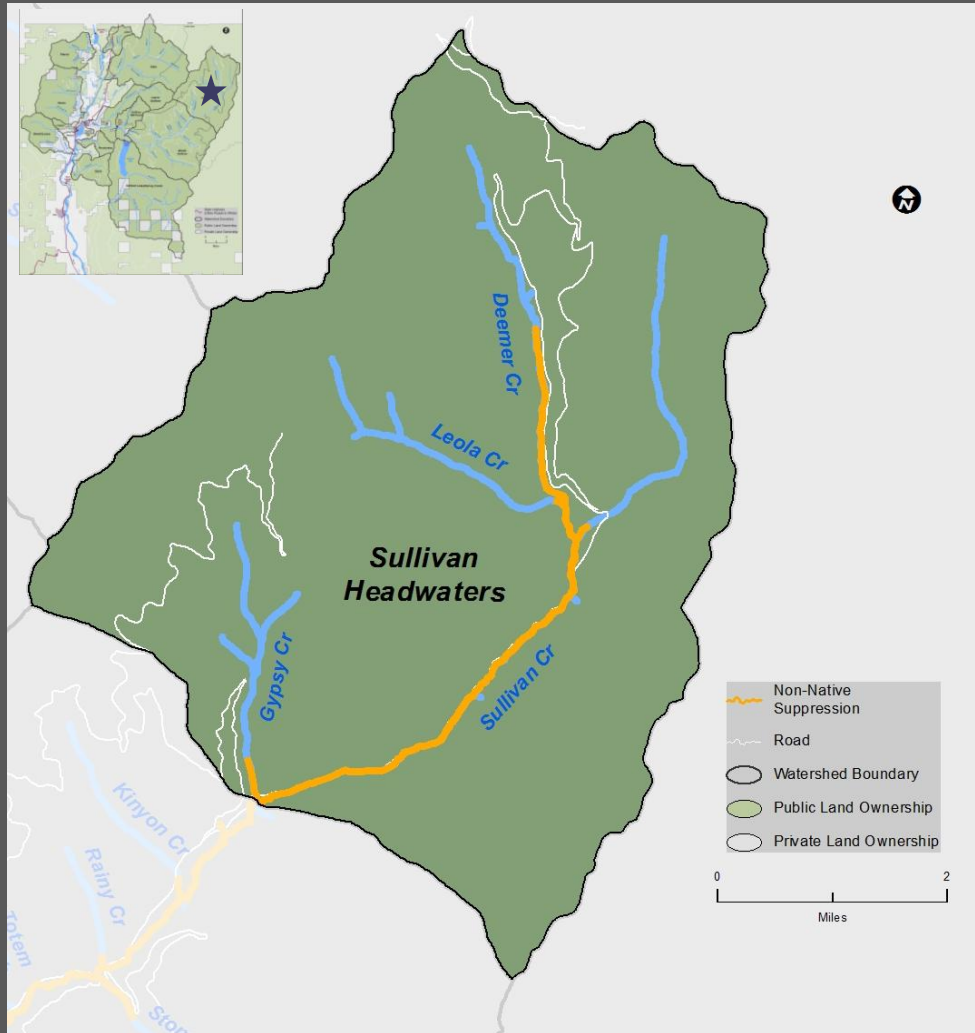 N
Deemer Cr
Leola Cr
Sullivan
Headwaters
Gypsy Cr
Sullivan Cr
Kinyon Cr
Rainy Cr
Totem
Non-Native
Suppression
Road
Watershed Boundary
Public Land Ownership
Private Land Ownership
0 2
Miles